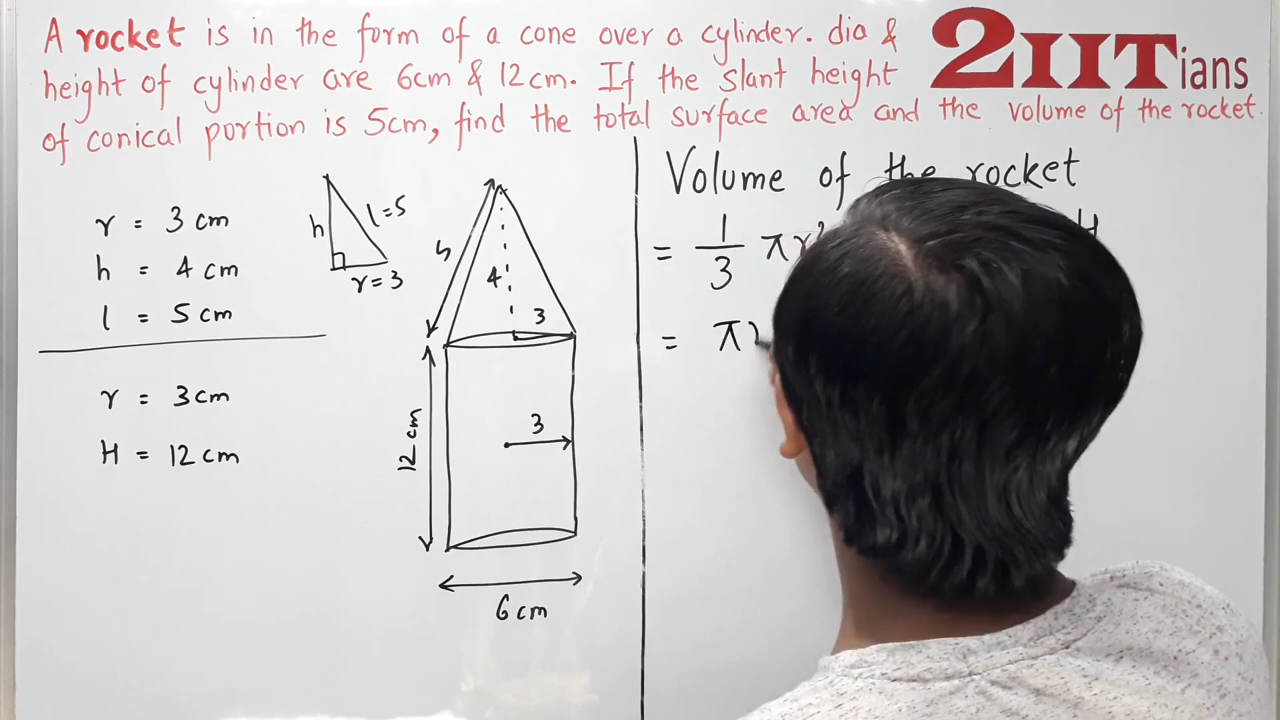 A rocket is in the form of a cone over a cylinder. dia &
height of cylinder are 6cm & 12cm. If the slant height
of conical portion is 5cm, find the total surface area and the volume of the rocket.
2IITians
r = 3 cm
h = 4 cm
l = 5 cm
r = 3cm
H = 12 cm
h
l = 5
r = 3
5
4
3
12 cm
3
6 cm
Volume of the rocket
= 1/3 πr² H
= π